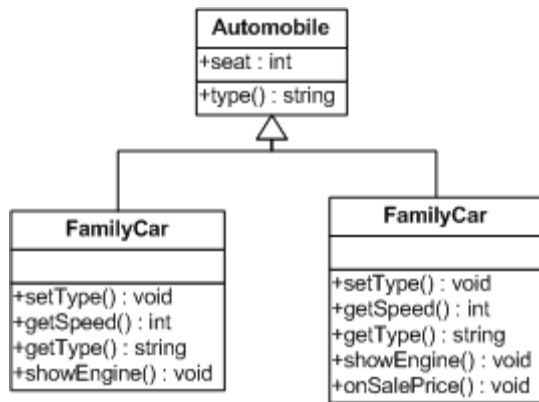 Automobile
+seat : int
+type() : string
FamilyCar
+setType() : void
+getSpeed() : int
+getType() : string
+showEngine() : void
FamilyCar
+setType() : void
+getSpeed() : int
+getType() : string
+showEngine() : void
+onSalePrice() : void